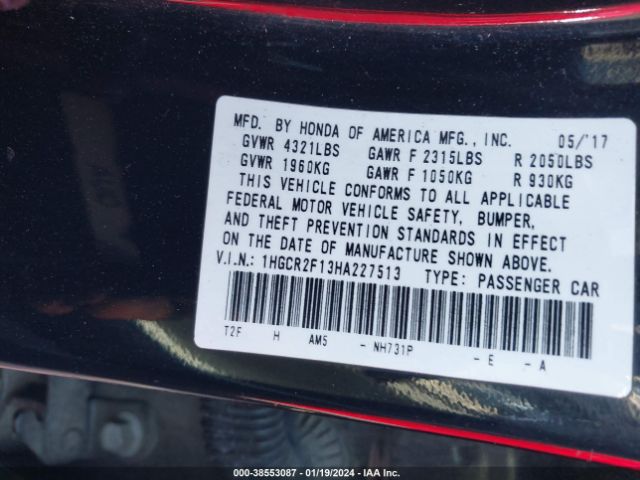 MFD. BY HONDA OF AMERICA MFG., INC. 05/'17
GVWR 4321LBS GAWR F 2315LBS R 2050LBS
GVWR 1960KG GAWR F 1050KG R 930KG
THIS VEHICLE CONFORMS TO ALL APPLICABLE
FEDERAL MOTOR VEHICLE SAFETY, BUMPER,
AND THEFT PREVENTION STANDARDS IN EFFECT
ON THE DATE OF MANUFACTURE SHOWN ABOVE.
V.I.N.: 1HGCR2F13HA227513 TYPE: PASSENGER CAR
T2F H AM5 - NH731P - E - A
000-38553087 - 01/19/2024 - IAA Inc.